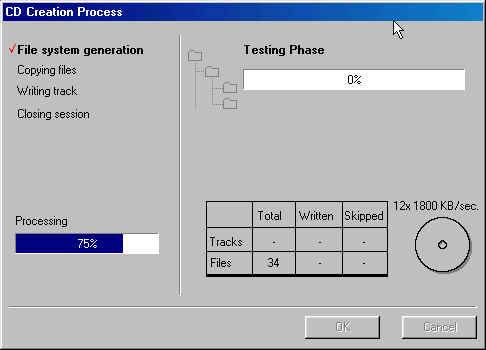 CD Creation Process
File system generation
Copying files
Writing track
Closing session
Processing
75%
Testing Phase
0%
Total Written Skipped
Tracks - - -
Files 34 - -
12x 1800 KB/sec.
OK Cancel